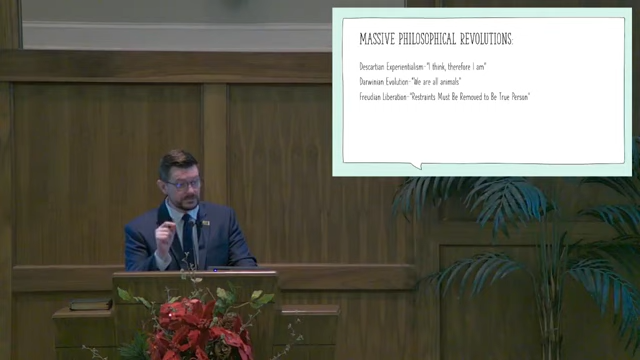 MASSIVE PHILOSOPHICAL REVOLUTIONS:
Descartian Experientialism- "I think, therefore I am"
Darwinian Evolution- "We are all animals"
Freudian Liberation- "Restraints Must Be Removed to Be True Person"